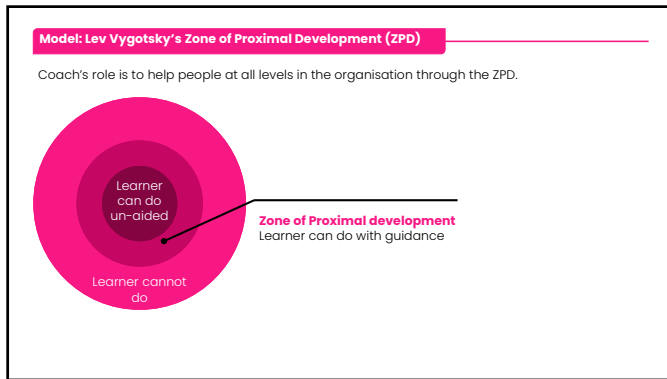 Model: Lev Vygotsky’s Zone of Proximal Development (ZPD)
Coach’s role is to help people at all levels in the organisation through the ZPD.
Learner
can do
un-aided
Zone of Proximal development
Learner can do with guidance
Learner cannot
do